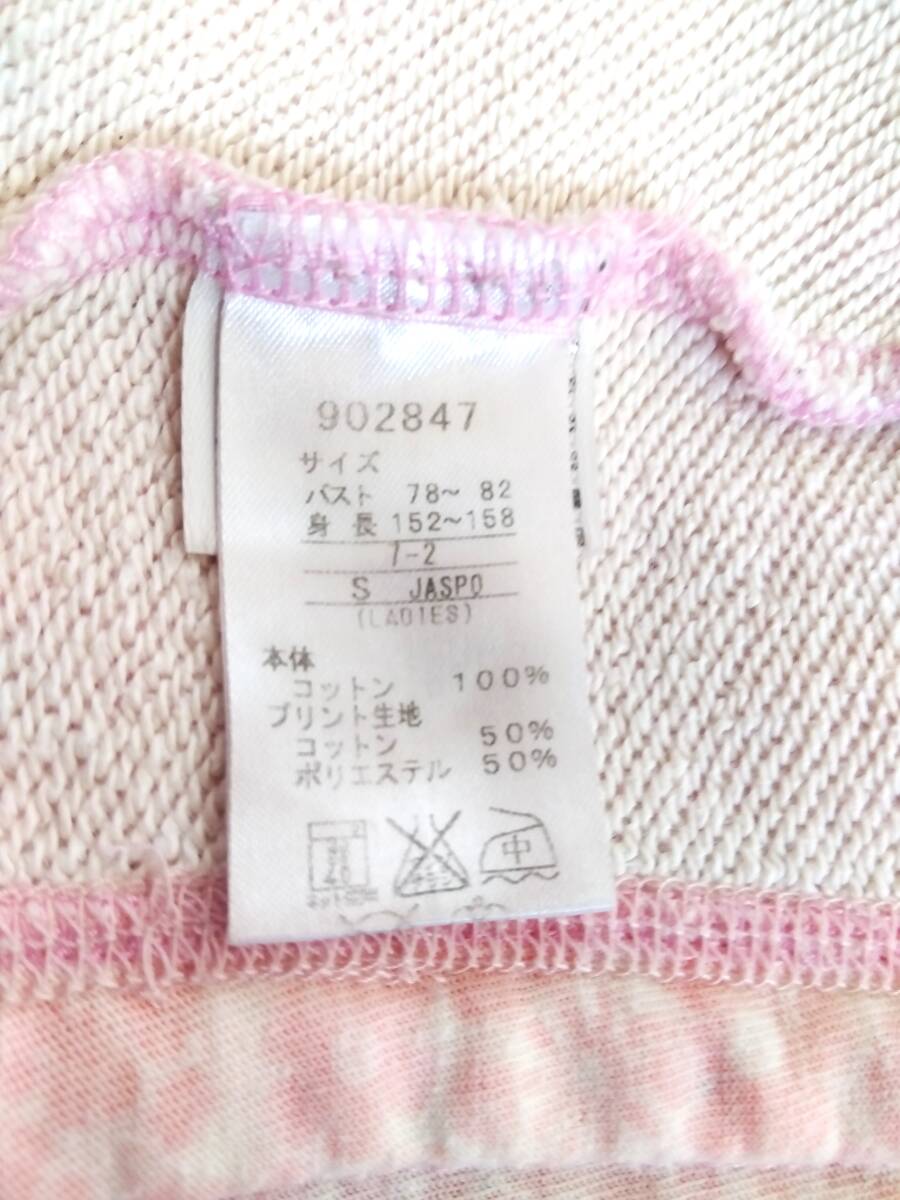 902847
サイズ
バスト 78~ 82
身 長 152~158
7-2
S JASPO
(LADIES)
本体
コットン 100%
プリント生地
コットン 50%
ポリエステル 50%
中